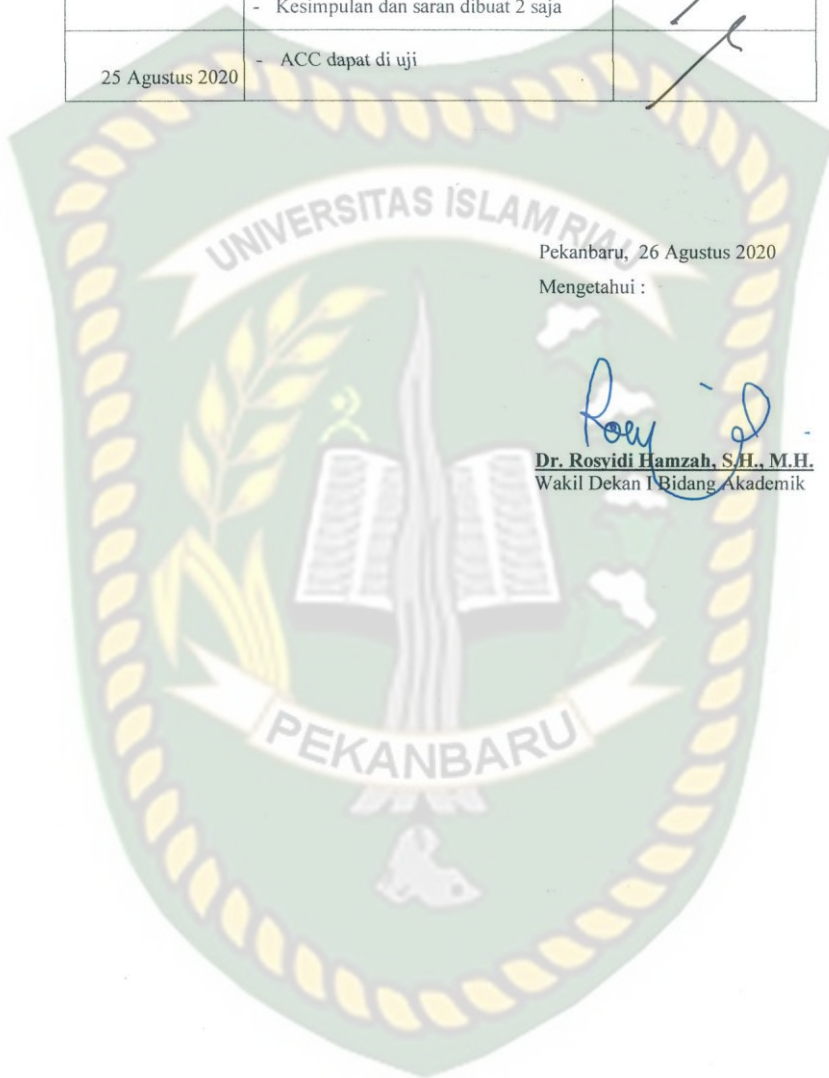 - Kesimpulan dan saran dibuat 2 saja
25 Agustus 2020
- ACC dapat di uji
UNIVERSITAS ISLAM RIAU
Pekanbaru, 26 Agustus 2020
Mengetahui :
Dr. Rosyidi Hamzah, S.H., M.H.
Wakil Dekan I Bidang Akademik
PEKANBARU